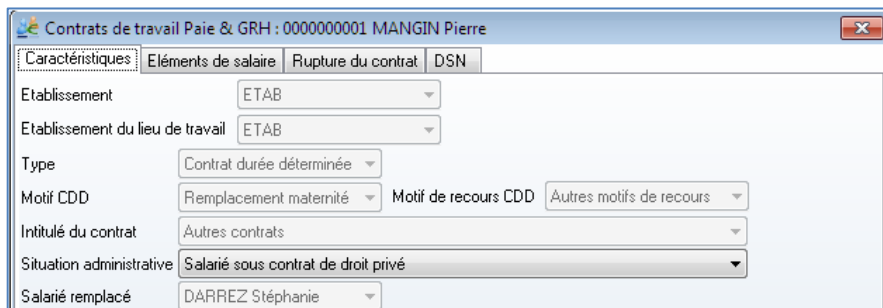 Contrats de travail Paie & GRH : 0000000001 MANGIN Pierre
Caractéristiques Eléments de salaire Rupture du contrat DSN
Etablissement ETAB
Etablissement du lieu de travail ETAB
Type Contrat durée déterminée
Motif CDD Remplacement maternité Motif de recours CDD Autres motifs de recours
Intitulé du contrat Autres contrats
Situation administrative Salarié sous contrat de droit privé
Salarié remplacé DARREZ Stéphanie